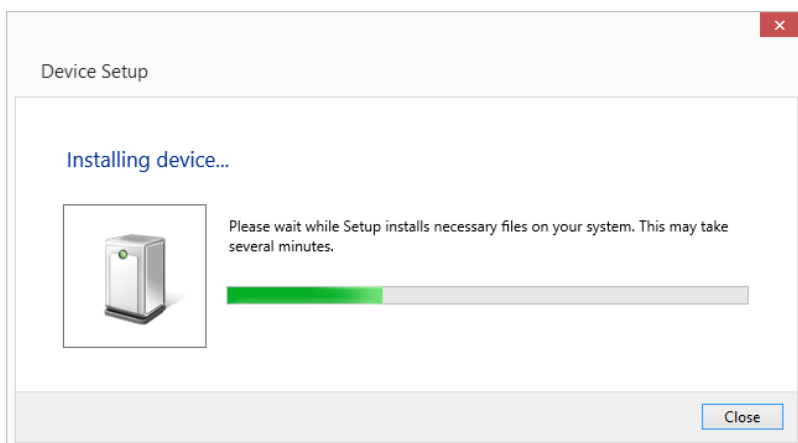 Device Setup
Installing device...
Please wait while Setup installs necessary files on your system. This may take
several minutes.
Close